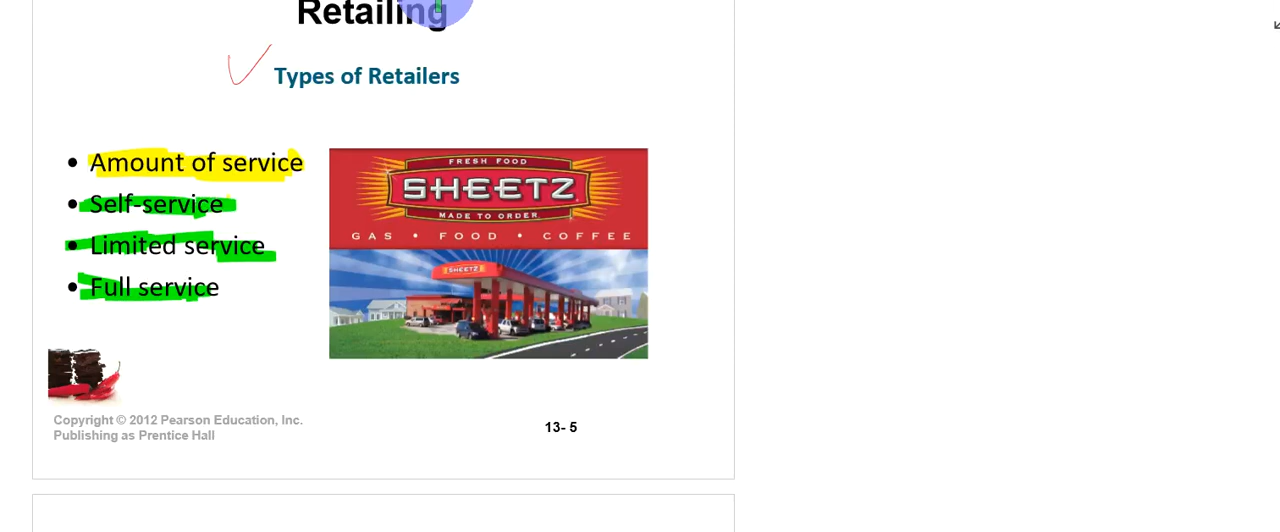 Retailing
Types of Retailers
• Amount of service
• Self-service
• Limited service
• Full service
FRESH FOOD
SHEETZ
MADE TO ORDER
GAS • FOOD • COFFEE
SHEETZ
Copyright © 2012 Pearson Education, Inc.
Publishing as Prentice Hall
13- 5